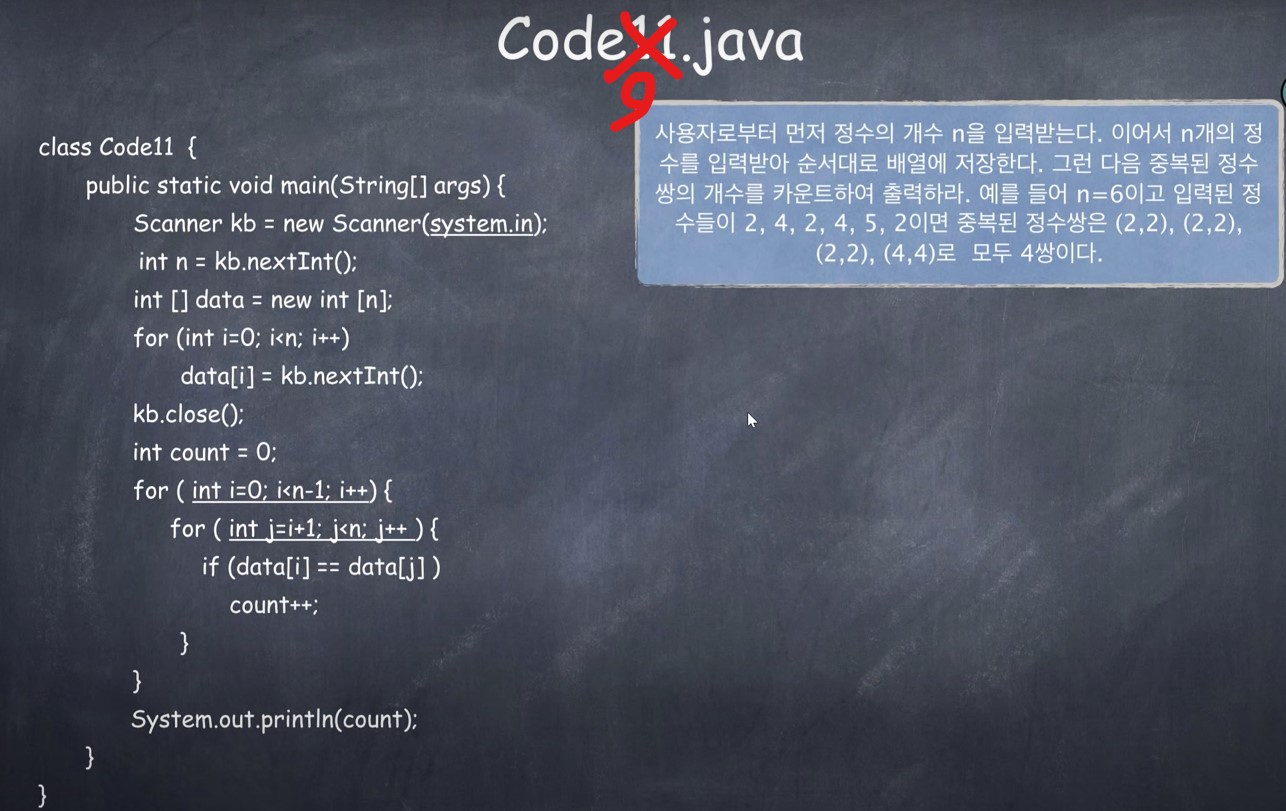 Code11.java
9
사용자로부터 먼저 정수의 개수 n을 입력받는다. 이어서 n개의 정
수를 입력받아 순서대로 배열에 저장한다. 그런 다음 중복된 정수
쌍의 개수를 카운트하여 출력하라. 예를 들어 n=6이고 입력된 정
수들이 2, 4, 2, 4, 5, 2이면 중복된 정수쌍은 (2,2), (2,2),
(2,2), (4,4)로 모두 4쌍이다.
class Code11 {
public static void main(String[] args) {
Scanner kb = new Scanner(system.in);
int n = kb.nextInt();
int [] data = new int [n];
for (int i=0; i<n; i++)
data[i] = kb.nextInt();
kb.close();
int count = 0;
for ( int i=0; i<n-1; i++) {
for ( int j=i+1; j<n; j++ ) {
if (data[i] == data[j] )
count++;
}
}
System.out.println(count);
}
}